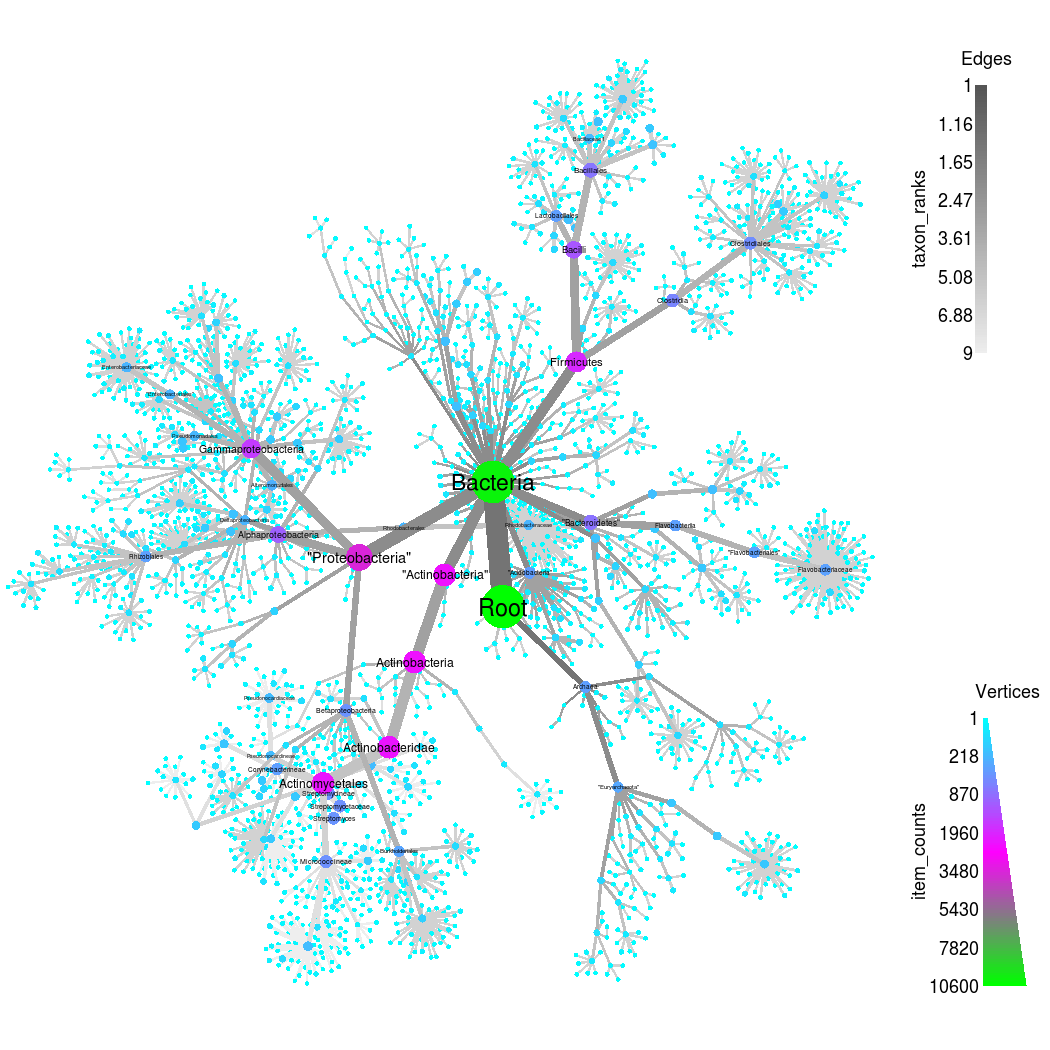 Edges
1
1.16
1.65
2.47
3.61
5.08
6.88
9
taxon_ranks
Bacillaceae 1
Bacillales
Lactobacillales
Bacilli
Clostridiales
Clostridia
Firmicutes
Enterobacteriaceae
"Enterobacteriales"
Pseudomonadales
Gammaproteobacteria
Alteromonadales
Bacteria
Deltaproteobacteria
Alphaproteobacteria
Rhodobacterales
Rhodobacteraceae
"Bacteroidetes"
Flavobacteria
Rhizobiales
"Proteobacteria"
"Flavobacteriales"
Flavobacteriaceae
"Actinobacteria"
"Acidobacteria"
Root
Actinobacteria
Archaea
Pseudonocardiaceae
Betaproteobacteria
Actinobacteridae
Pseudonocardineae
Corynebacterineae
Actinomycetales
Streptomycineae
Streptomycetaceae
Streptomyces
"Euryarchaeota"
Burkholderiales
Micrococcineae
Vertices
1
218
870
1960
3480
5430
7820
10600
item_counts